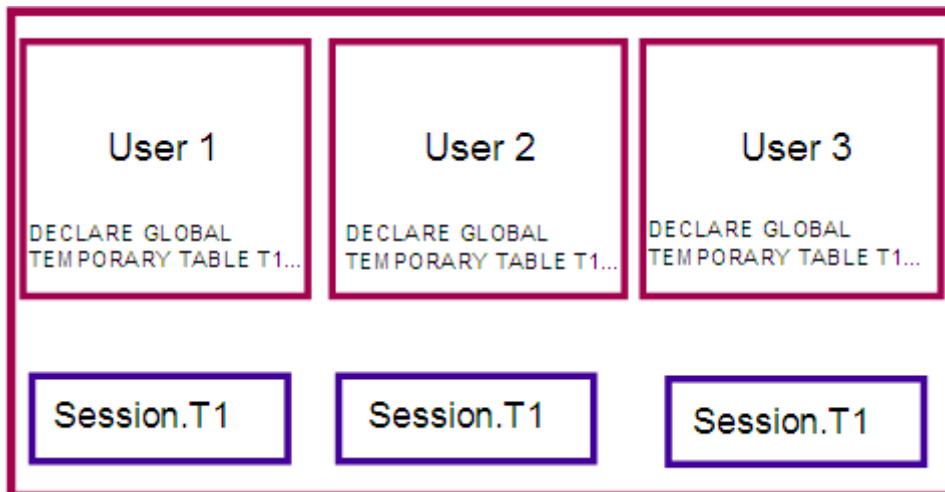 User 1
DECLARE GLOBAL
TEMPORARY TABLE T1...
User 2
DECLARE GLOBAL
TEMPORARY TABLE T1...
User 3
DECLARE GLOBAL
TEMPORARY TABLE T1...
Session.T1
Session.T1
Session.T1